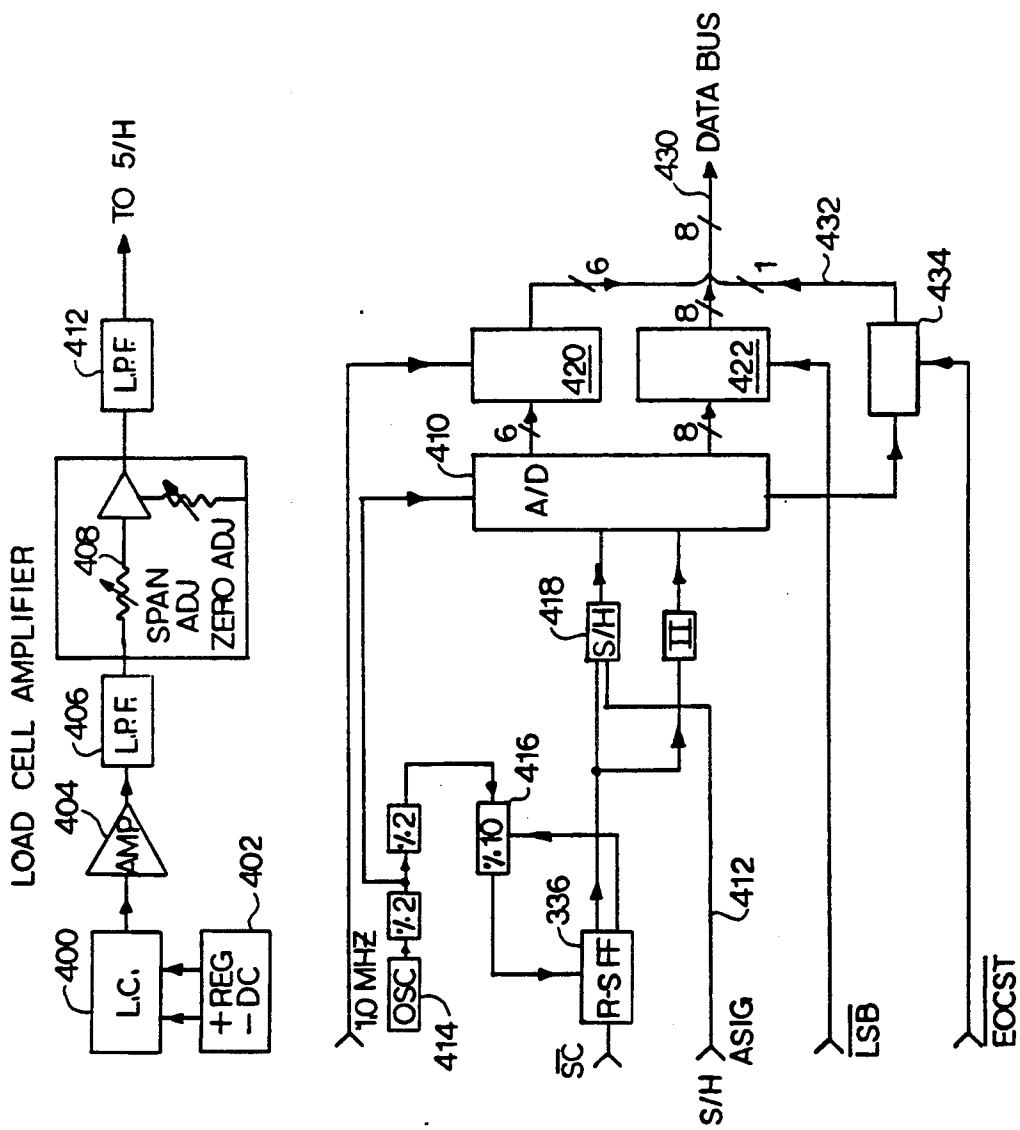 LOAD CELL AMPLIFIER
400
L.C.
+ REG
- DC
402
404
AMP
406
L.P.F.
408
SPAN
ADJ
ZERO ADJ
412
L.P.F.
TO 5/H
1.0 MHZ
OSC
414
%2
%2
%10
416
336
R-S FF
SC
S/H
ASIG
412
LSB
EOCST
418
S/H
II
410
A/D
6
8
420
422
6
8
1
8
430
DATA BUS
432
434